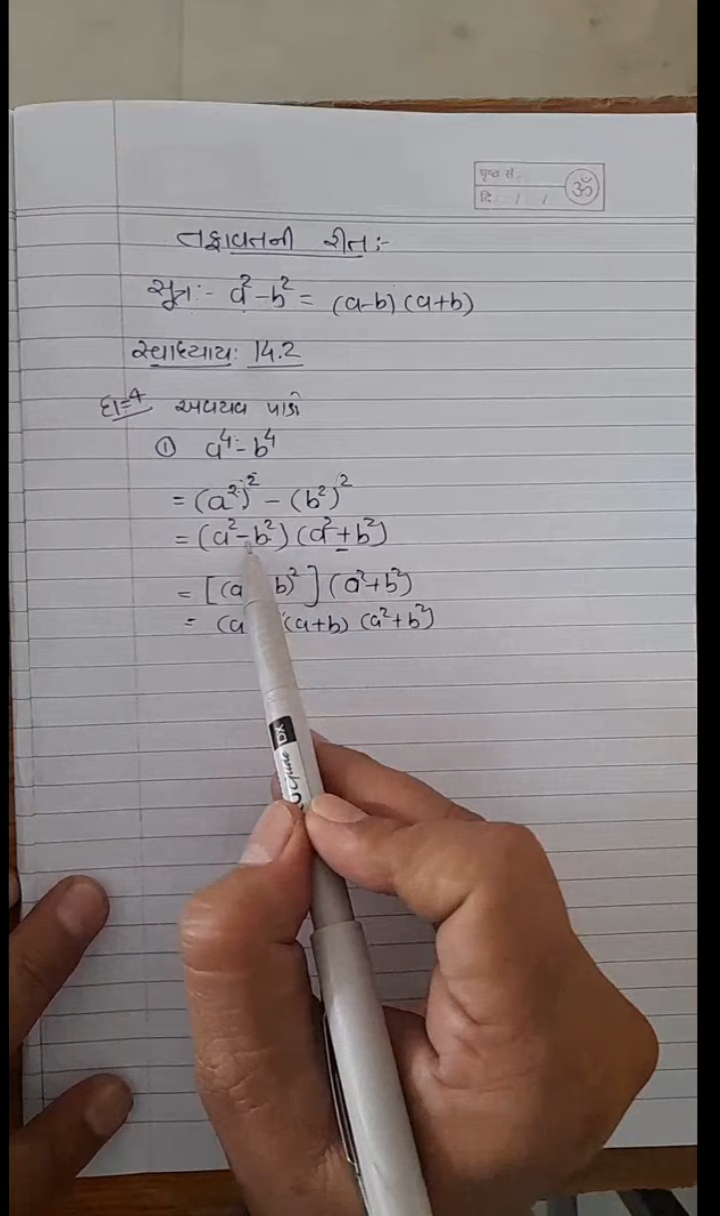 पृष्ठ सं.
दि. / /
ૐ
તફાવતની રીત :-
સૂત્ર :- a² - b² = (a-b) (a+b)
સ્વાધ્યાય: 14.2
દા=4 અવયવ પાડો
① a⁴ - b⁴
= (a²)² - (b²)²
= (a² - b²) (a² + b²)
= [(a b)² ] (a² + b²)
= (a (a+b) (a² + b²)
DX